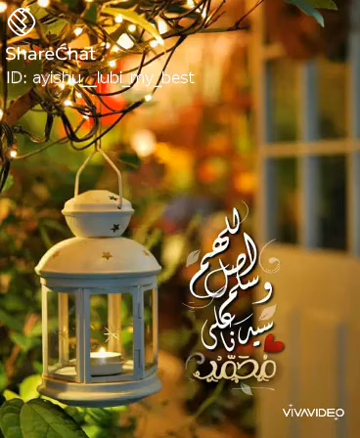 ShareChat
ID: ayishu_lubi_my_best
اللهم
صل
وسلم
على
سيدنا
محمد
VIVAVIDEO